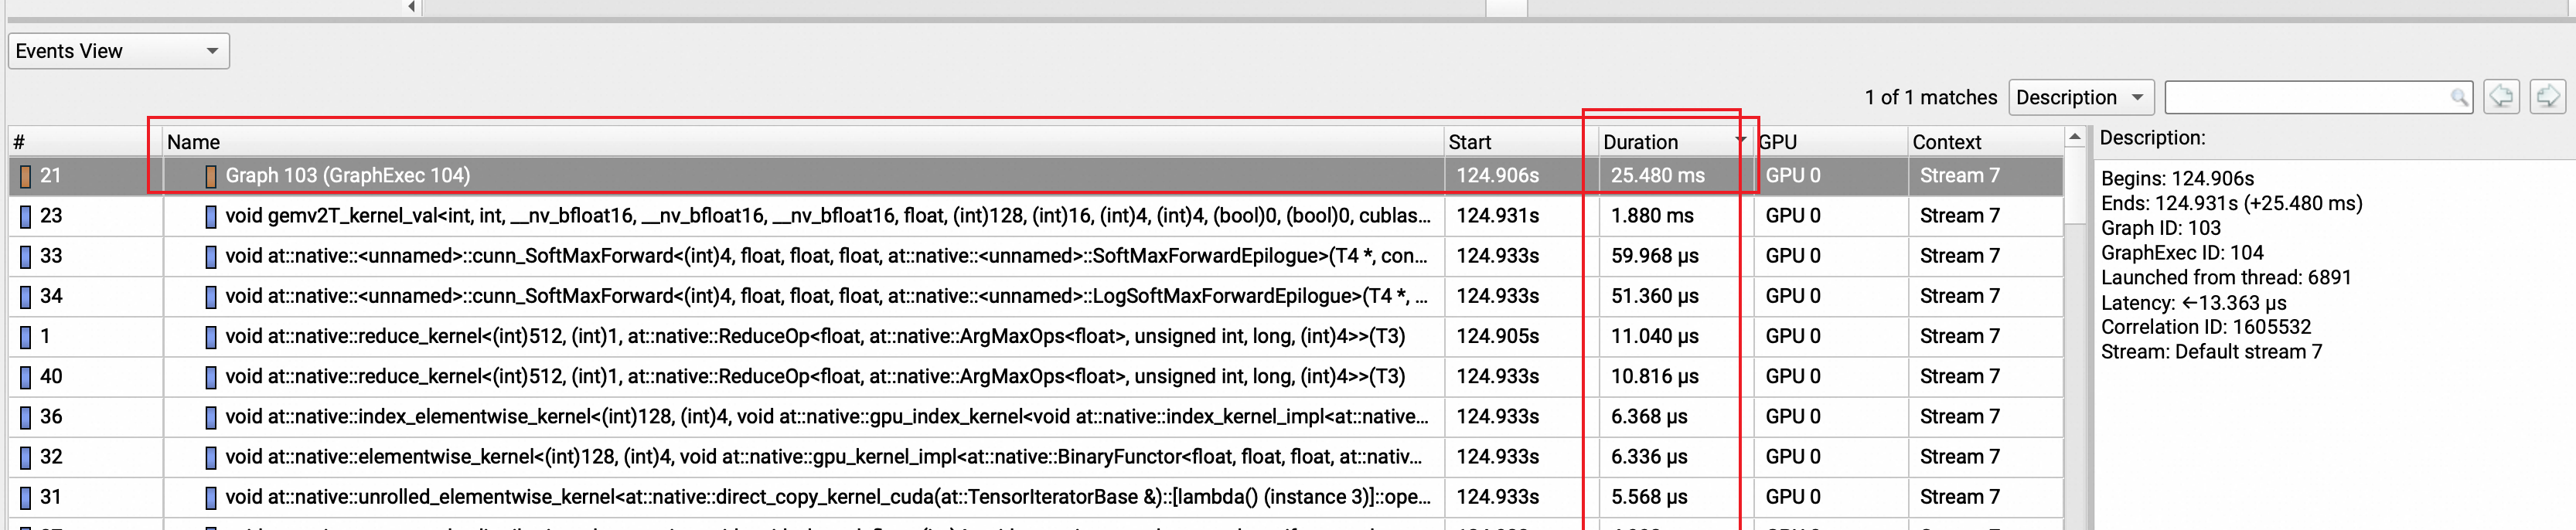 Events View
1 of 1 matches Description
# Name Start Duration GPU Context
21 Graph 103 (GraphExec 104) 124.906s 25.480 ms GPU 0 Stream 7
23 void gemv2T_kernel_val<int, int, __nv_bfloat16, __nv_bfloat16, __nv_bfloat16, float, (int)128, (int)16, (int)4, (int)4, (bool)0, (bool)0, cublas... 124.931s 1.880 ms GPU 0 Stream 7
33 void at::native::<unnamed>::cunn_SoftMaxForward<(int)4, float, float, float, at::native::<unnamed>::SoftMaxForwardEpilogue>(T4 *, con... 124.933s 59.968 µs GPU 0 Stream 7
34 void at::native::<unnamed>::cunn_SoftMaxForward<(int)4, float, float, float, at::native::<unnamed>::LogSoftMaxForwardEpilogue>(T4 *, ... 124.933s 51.360 µs GPU 0 Stream 7
1 void at::native::reduce_kernel<(int)512, (int)1, at::native::ReduceOp<float, at::native::ArgMaxOps<float>, unsigned int, long, (int)4>>(T3) 124.905s 11.040 µs GPU 0 Stream 7
40 void at::native::reduce_kernel<(int)512, (int)1, at::native::ReduceOp<float, at::native::ArgMaxOps<float>, unsigned int, long, (int)4>>(T3) 124.933s 10.816 µs GPU 0 Stream 7
36 void at::native::index_elementwise_kernel<(int)128, (int)4, void at::native::gpu_index_kernel<void at::native::index_kernel_impl<at::native... 124.933s 6.368 µs GPU 0 Stream 7
32 void at::native::elementwise_kernel<(int)128, (int)4, void at::native::gpu_kernel_impl<at::native::BinaryFunctor<float, float, float, at::nativ... 124.933s 6.336 µs GPU 0 Stream 7
31 void at::native::unrolled_elementwise_kernel<at::native::direct_copy_kernel_cuda(at::TensorIteratorBase &)::[lambda() (instance 3)]::ope... 124.933s 5.568 µs GPU 0 Stream 7
Description:
Begins: 124.906s
Ends: 124.931s (+25.480 ms)
Graph ID: 103
GraphExec ID: 104
Launched from thread: 6891
Latency: ←13.363 µs
Correlation ID: 1605532
Stream: Default stream 7